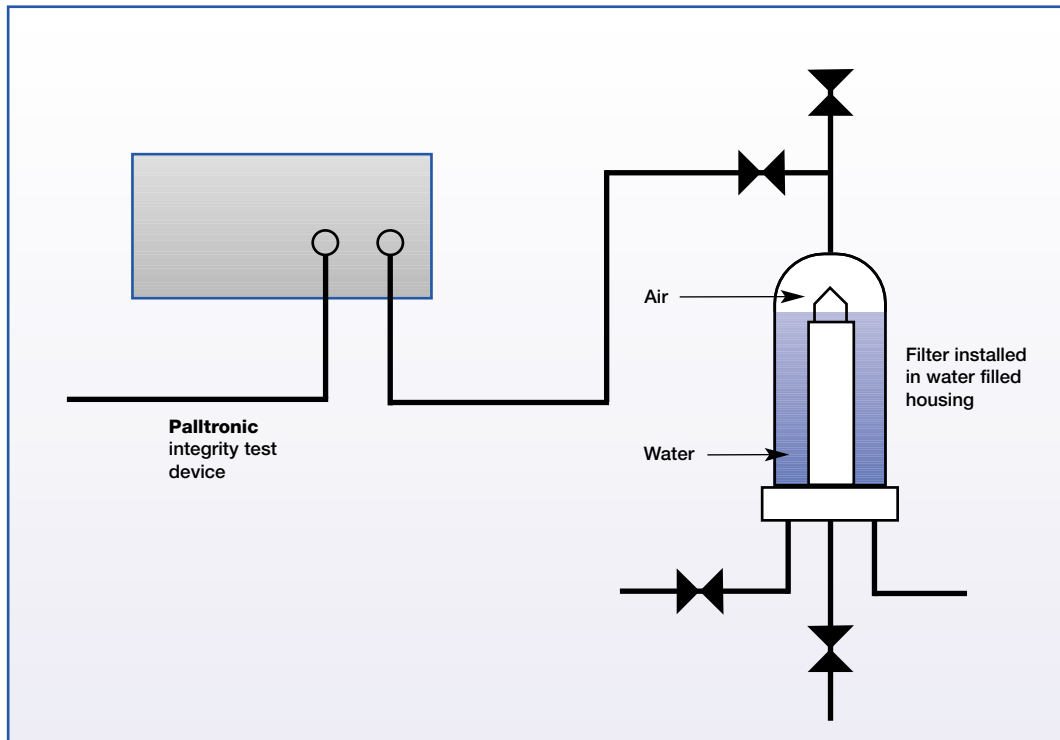 Air
Filter installed
in water filled
housing
Palltronic
integrity test
device
Water